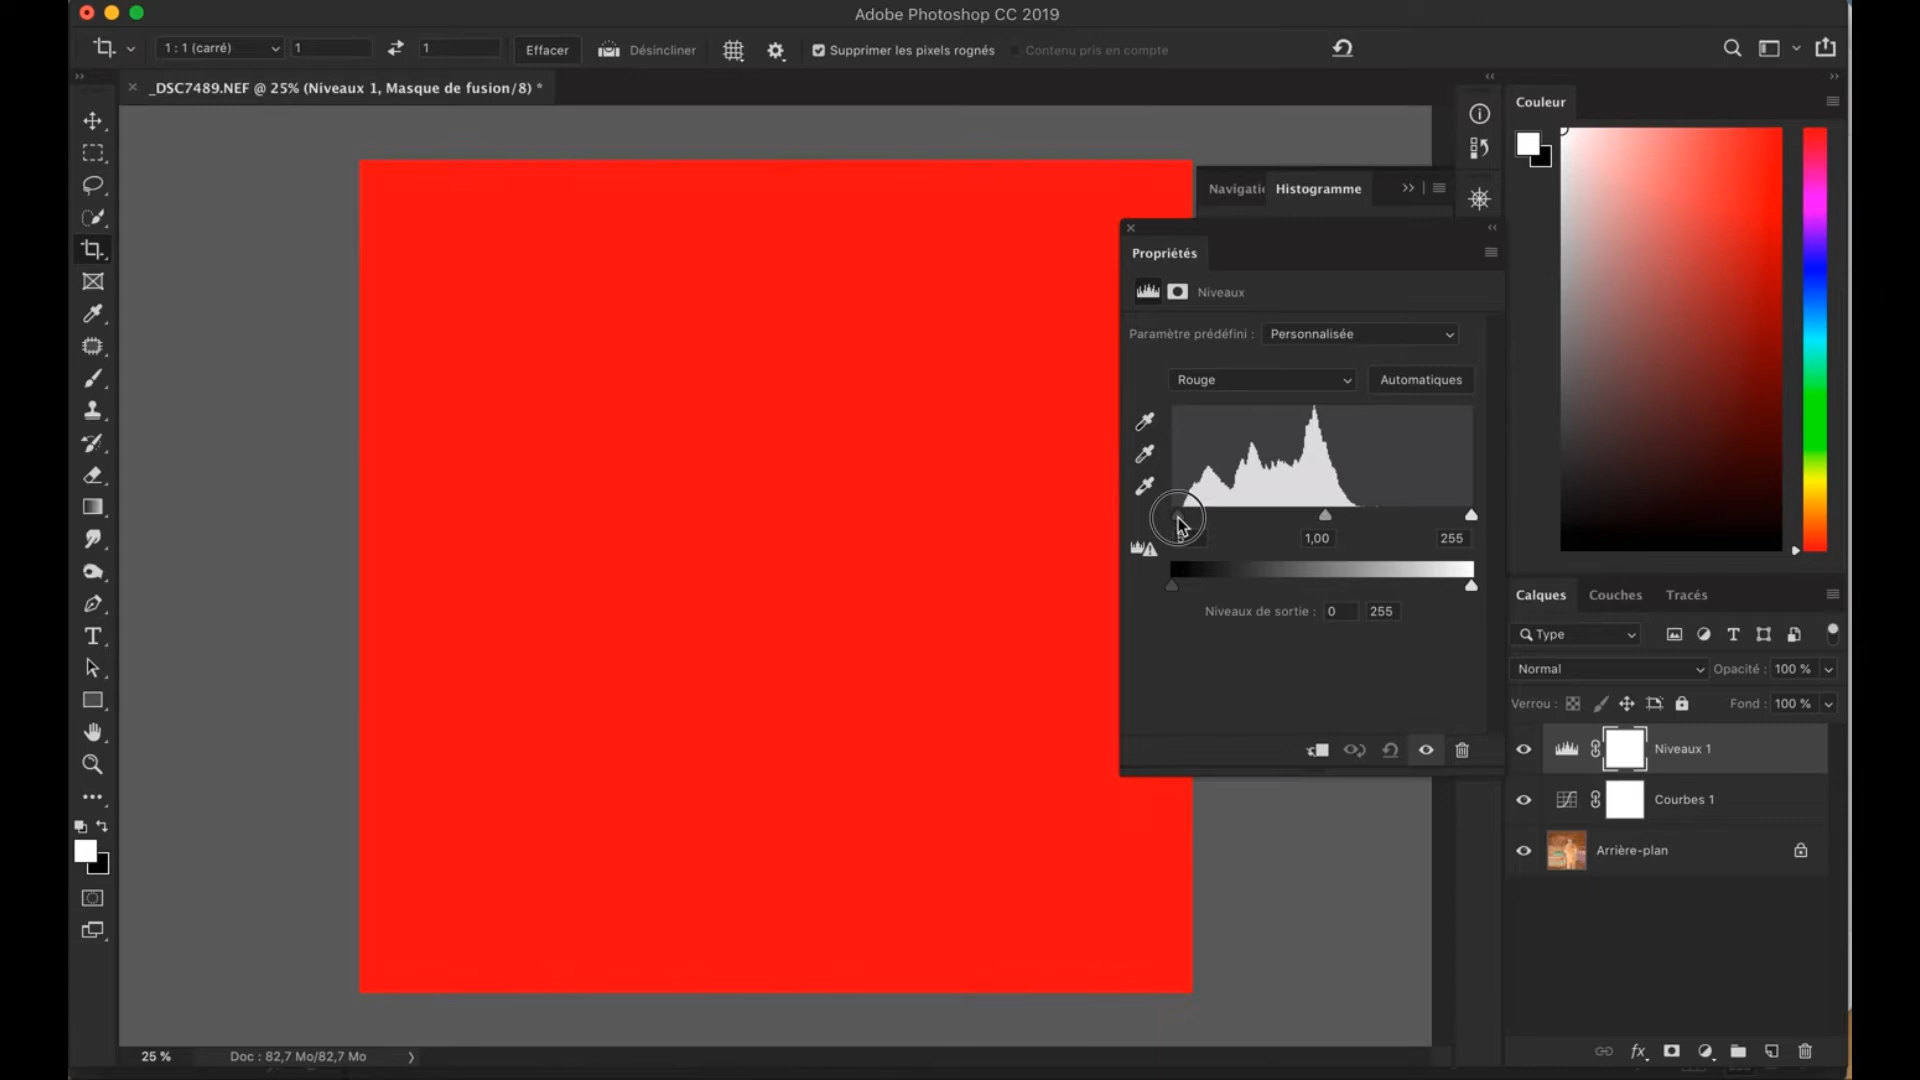 Adobe Photoshop CC 2019
1 : 1 (carré) 1 1 Effacer Désincliner Supprimer les pixels rognés Contenu pris en compte
_DSC7489.NEF @ 25% (Niveaux 1, Masque de fusion/8) *
Couleur
Navigatio Histogramme
Propriétés
Niveaux
Paramètre prédéfini : Personnalisée
Rouge Automatiques
1,00 255
Niveaux de sortie : 0 255
Calques Couches Tracés
Type
Normal Opacité : 100 %
Verrou : Fond : 100 %
Niveaux 1
Courbes 1
Arrière-plan
fx
25 % Doc : 82,7 Mo/82,7 Mo